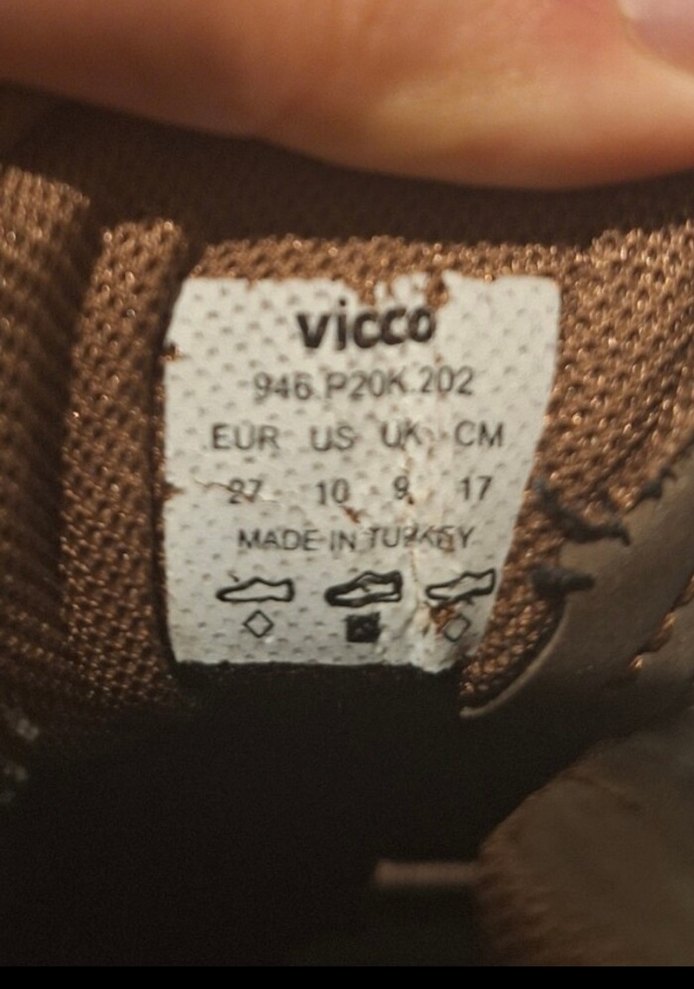 vicco
946.P20K.202
EUR US UK CM
27 10 9 17
MADE IN TURKEY